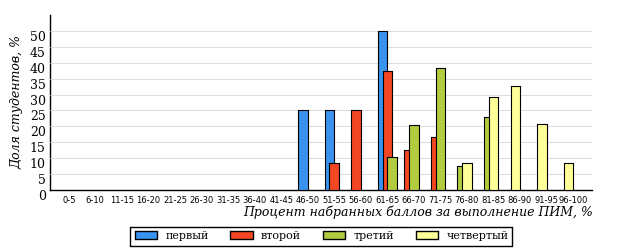 Доля студентов, %
50
45
40
35
30
25
20
15
10
5
0
0-5 6-10 11-15 16-20 21-25 26-30 31-35 36-40 41-45 46-50 51-55 56-60 61-65 66-70 71-75 76-80 81-85 86-90 91-95 96-100
Процент набранных баллов за выполнение ПИМ, %
первый второй третий четвертый